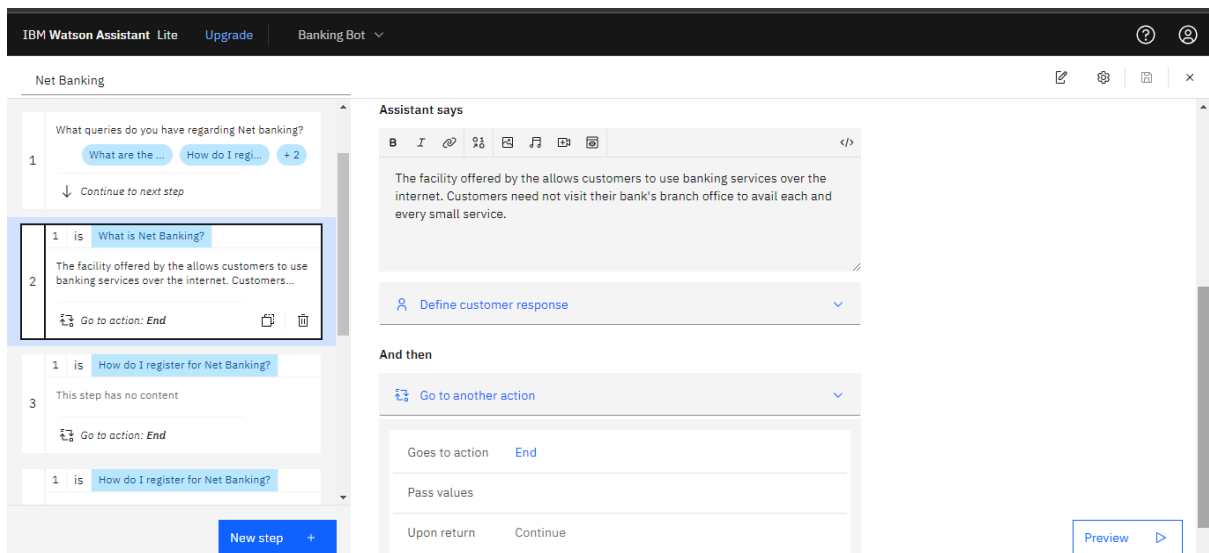 IBM Watson Assistant Lite Upgrade Banking Bot
Net Banking
What queries do you have regarding Net banking?
What are the ... How do I regi... + 2
1
Continue to next step
1 is What is Net Banking?
The facility offered by the allows customers to use
banking services over the internet. Customers...
2
Go to action: End
1 is How do I register for Net Banking?
This step has no content
3
Go to action: End
1 is How do I register for Net Banking?
New step +
Assistant says
B I </>
The facility offered by the allows customers to use banking services over the
internet. Customers need not visit their bank's branch office to avail each and
every small service.
Define customer response
And then
Go to another action
Goes to action End
Pass values
Upon return Continue
Preview